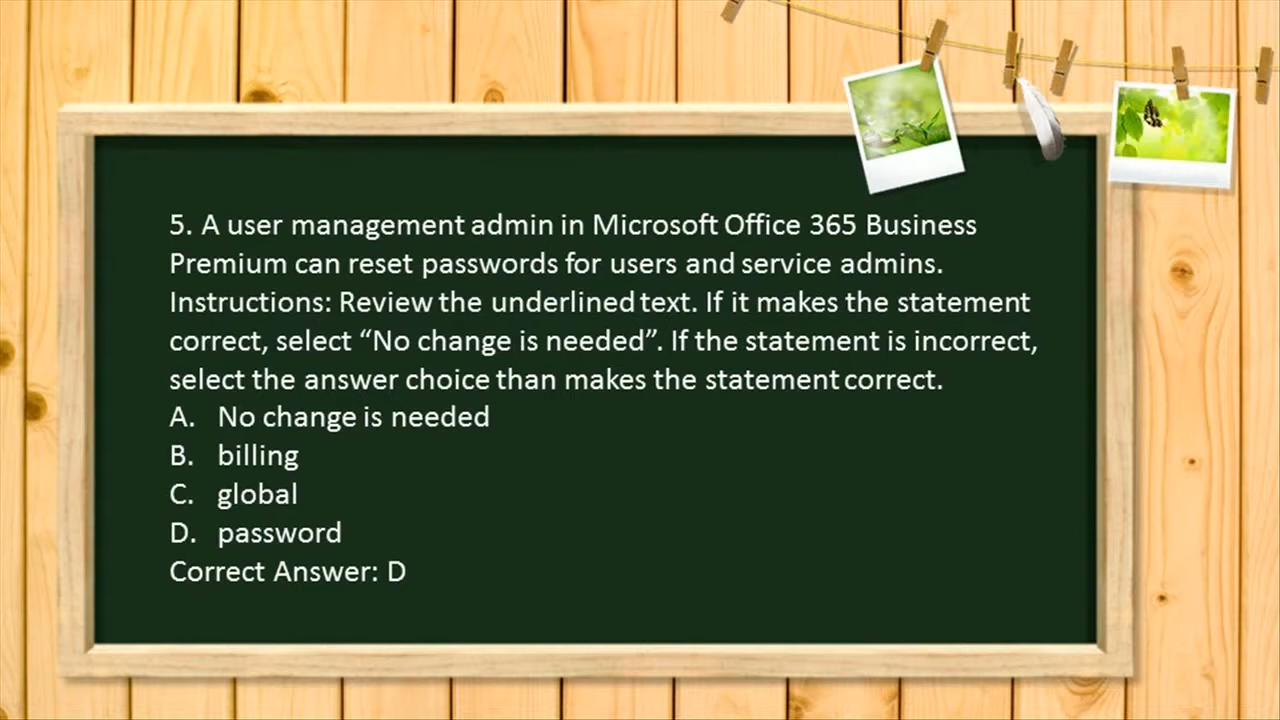 5. A user management admin in Microsoft Office 365 Business
Premium can reset passwords for users and service admins.
Instructions: Review the underlined text. If it makes the statement
correct, select “No change is needed”. If the statement is incorrect,
select the answer choice than makes the statement correct.
A. No change is needed
B. billing
C. global
D. password
Correct Answer: D